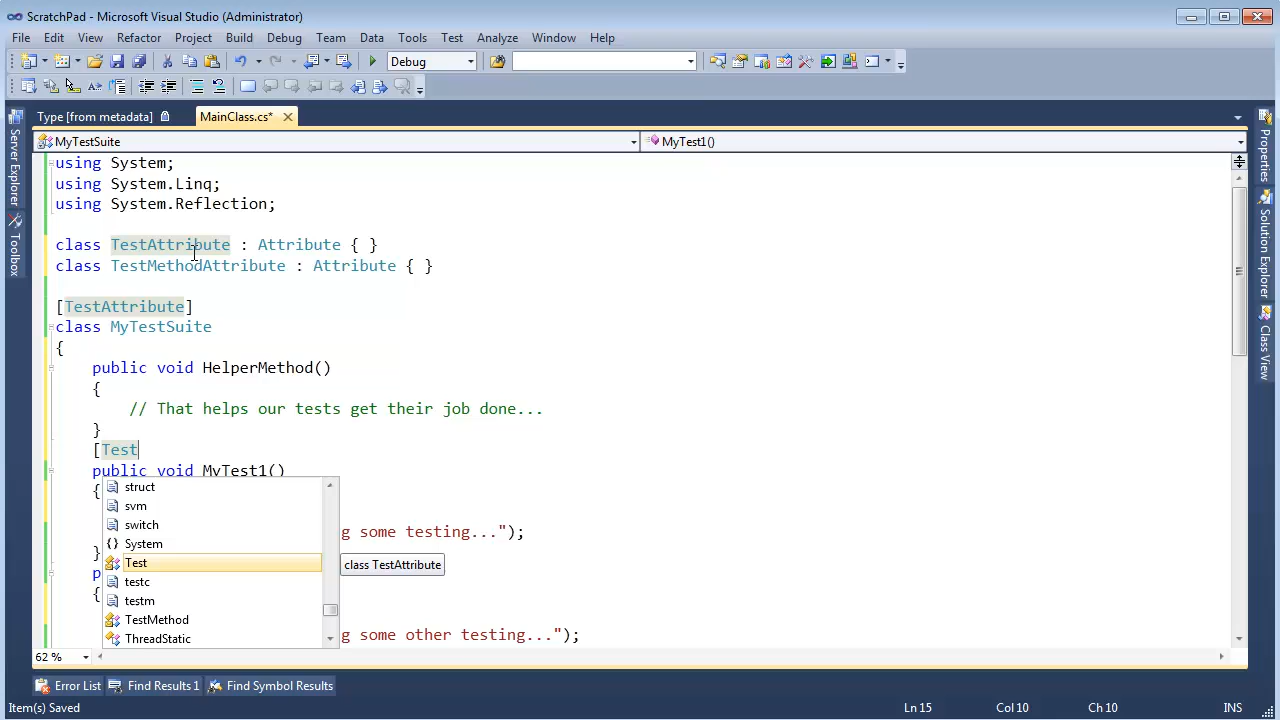 ScratchPad - Microsoft Visual Studio (Administrator)
File Edit View Refactor Project Build Debug Team Data Tools Test Analyze Window Help
Debug
Type [from metadata] MainClass.cs*
MyTestSuite MyTest1()
using System;
using System.Linq;
using System.Reflection;
class TestAttribute : Attribute { }
class TestMethodAttribute : Attribute { }
[TestAttribute]
class MyTestSuite
{
public void HelperMethod()
{
// That helps our tests get their job done...
}
[Test
public void MyTest1()
{
struct
svm
switch
g some testing...");
System
}
Test
class TestAttribute
p
testc
{
testm
TestMethod
g some other testing...");
ThreadStatic
62 %
Error List Find Results 1 Find Symbol Results
Item(s) Saved Ln 15 Col 10 Ch 10 INS
Server Explorer
Toolbox
Properties
Solution Explorer
Class View